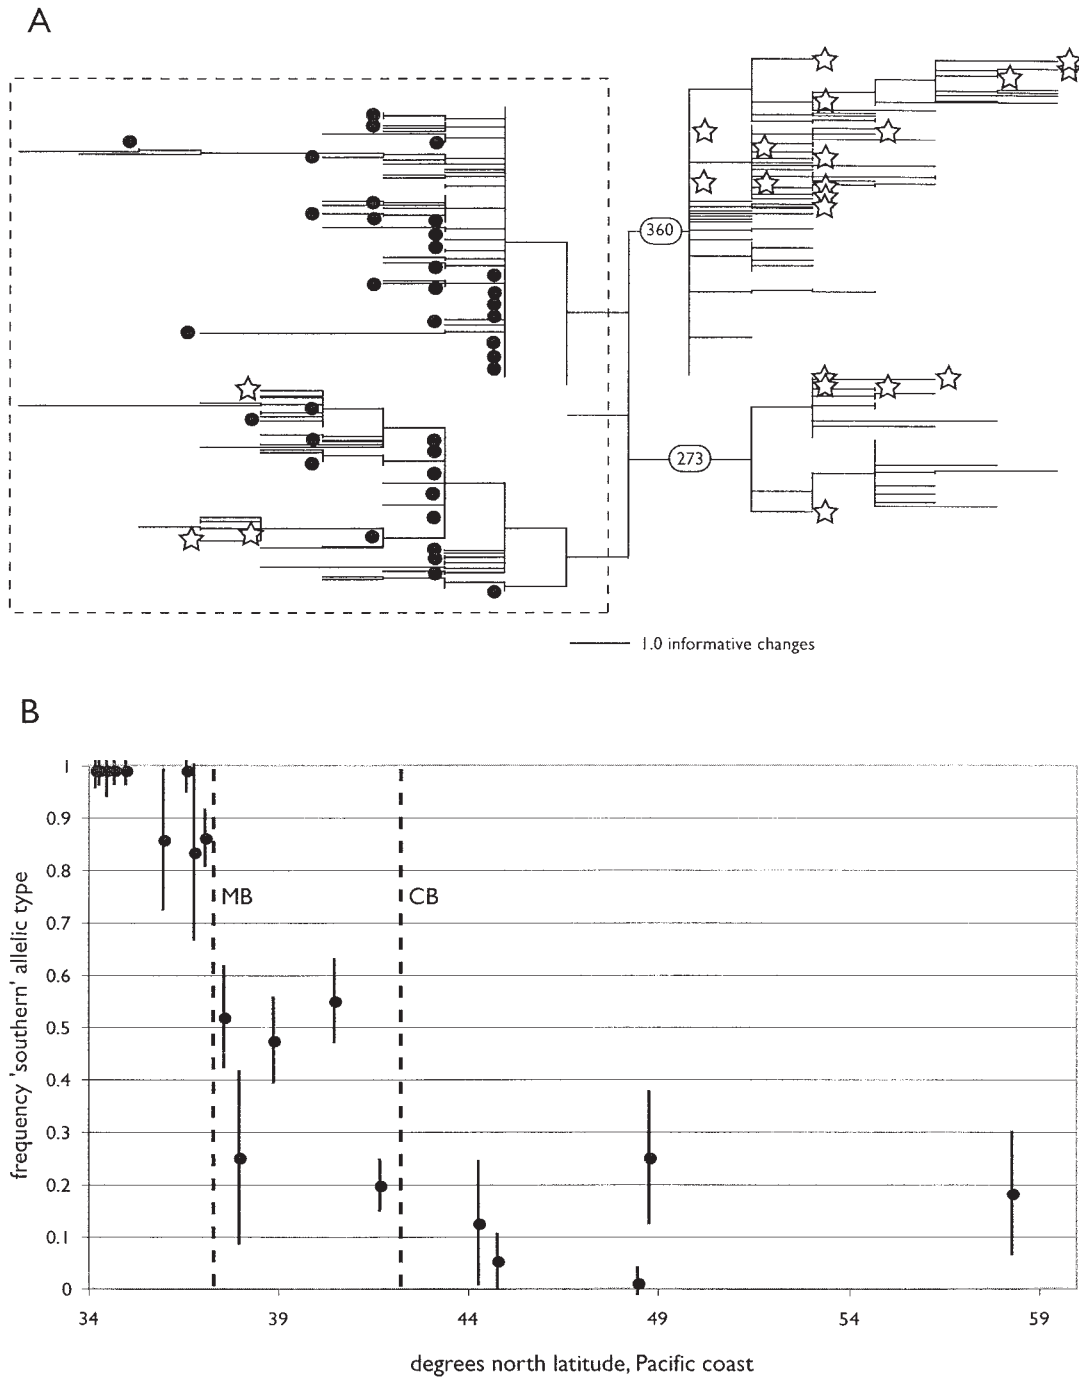 A
360
273
1.0 informative changes
B
1
0.9
0.8
0.7
0.6
0.5
0.4
0.3
0.2
0.1
0
frequency 'southern' allelic type
MB
CB
34 39 44 49 54 59
degrees north latitude, Pacific coast